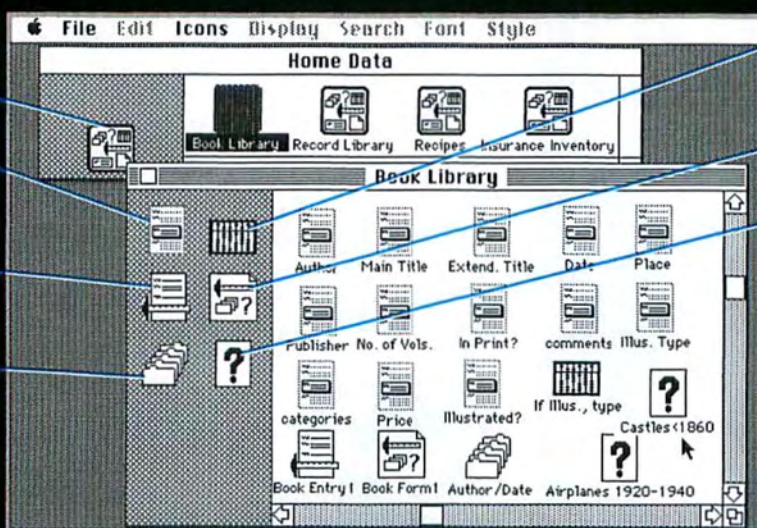 File Edit Icons Display Search Font Style
Home Data
Book Library Record Library Recipes Insurance Inventory
Book Library
Author Main Title Extend. Title Date Place
Publisher No. of Vols. In Print? comments Illus. Type
categories Price Illustrated? If Illus., type
Castles<1860
Book Entry1 Book Form1 Author/Date Airplanes 1920-1940